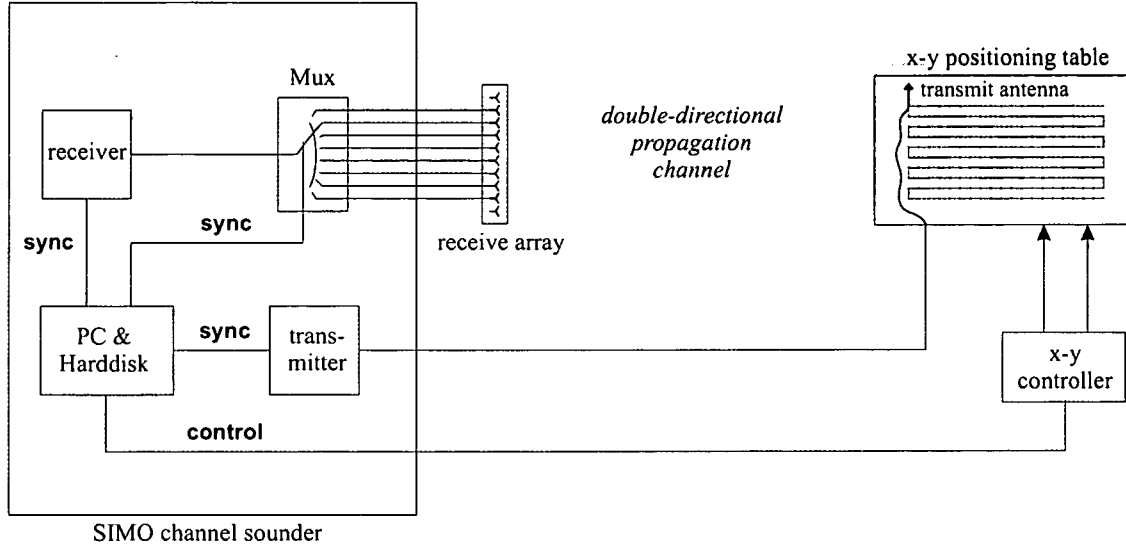 x-y positioning table
Mux
transmit antenna
double-directional
propagation
channel
receiver
sync
sync
receive array
PC &
Harddisk
sync
trans-
mitter
x-y
controller
control
SIMO channel sounder